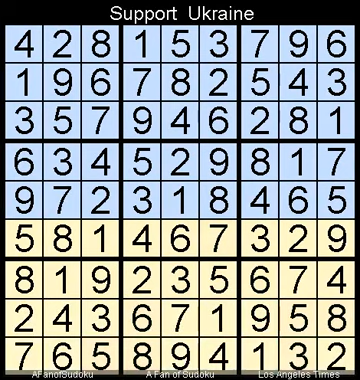 Support Ukraine
4 2 8 1 5 3 7 9 6
1 9 6 7 8 2 5 4 3
3 5 7 9 4 6 2 8 1
6 3 4 5 2 9 8 1 7
9 7 2 3 1 8 4 6 5
5 8 1 4 6 7 3 2 9
8 1 9 2 3 5 6 7 4
2 4 3 6 7 1 9 5 8
7 6 5 8 9 4 1 3 2
AFanofSudoku A Fan of Sudoku Los Angeles Times